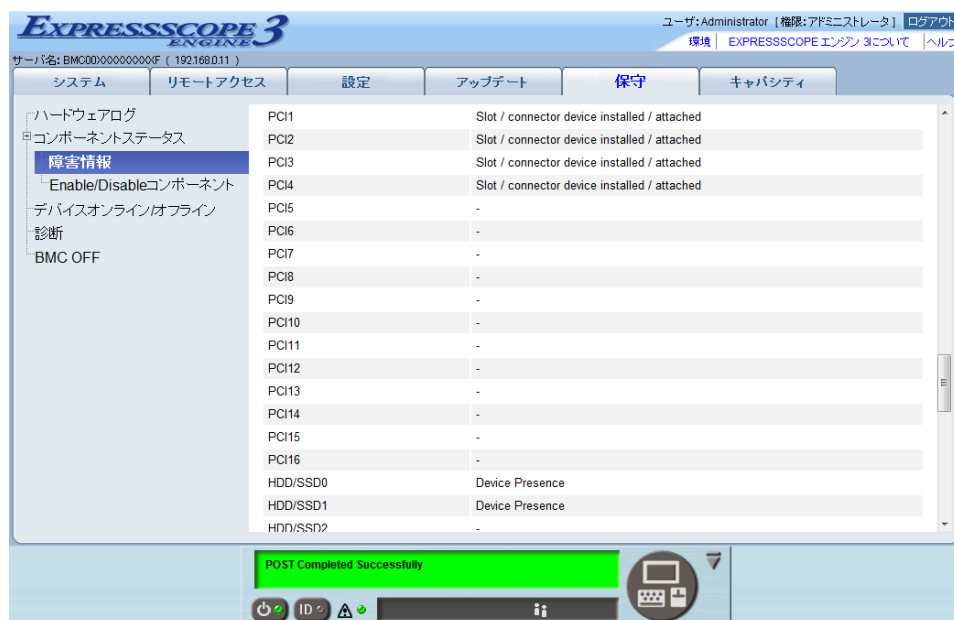 EXPRESSSCOPE
ENGINE 3
ユーザ:Administrator [権限:アドミニストレータ] ログアウト
環境 EXPRESSSCOPE エンジン 3について ヘルプ
サーバ名: BMC00XXXXXXXXXF ( 192.168.0.11 )
システム リモートアクセス 設定 アップデート 保守 キャパシティ
ハードウェアログ
コンポーネントステータス
障害情報
Enable/Disableコンポーネント
デバイスオンライン/オフライン
診断
BMC OFF
PCI1 Slot / connector device installed / attached
PCI2 Slot / connector device installed / attached
PCI3 Slot / connector device installed / attached
PCI4 Slot / connector device installed / attached
PCI5 -
PCI6 -
PCI7 -
PCI8 -
PCI9 -
PCI10 -
PCI11 -
PCI12 -
PCI13 -
PCI14 -
PCI15 -
PCI16 -
HDD/SSD0 Device Presence
HDD/SSD1 Device Presence
HDD/SSD2 -
POST Completed Successfully
ID